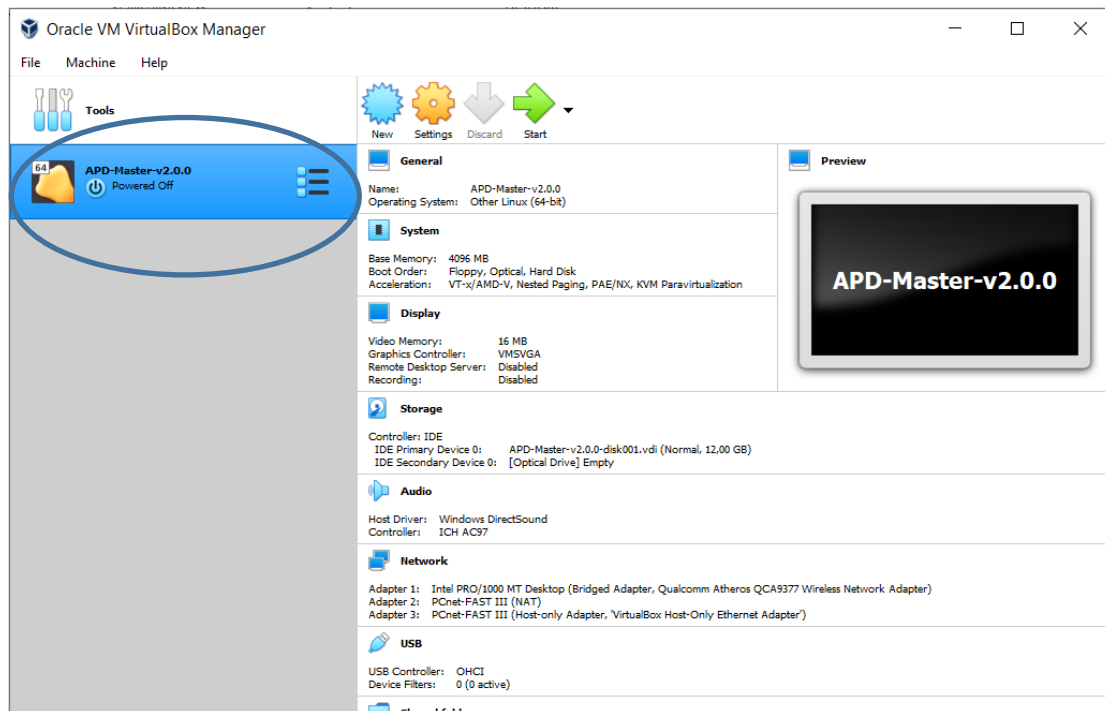 Oracle VM VirtualBox Manager
File Machine Help
Tools
New Settings Discard Start
64
APD-Master-v2.0.0
Powered Off
General
Name: APD-Master-v2.0.0
Operating System: Other Linux (64-bit)
System
Base Memory: 4096 MB
Boot Order: Floppy, Optical, Hard Disk
Acceleration: VT-x/AMD-V, Nested Paging, PAE/NX, KVM Paravirtualization
Display
Video Memory: 16 MB
Graphics Controller: VMSVGA
Remote Desktop Server: Disabled
Recording: Disabled
Preview
APD-Master-v2.0.0
Storage
Controller: IDE
IDE Primary Device 0: APD-Master-v2.0.0-disk001.vdi (Normal, 12,00 GB)
IDE Secondary Device 0: [Optical Drive] Empty
Audio
Host Driver: Windows DirectSound
Controller: ICH AC97
Network
Adapter 1: Intel PRO/1000 MT Desktop (Bridged Adapter, Qualcomm Atheros QCA9377 Wireless Network Adapter)
Adapter 2: PCnet-FAST III (NAT)
Adapter 3: PCnet-FAST III (Host-only Adapter, 'VirtualBox Host-Only Ethernet Adapter')
USB
USB Controller: OHCI
Device Filters: 0 (0 active)